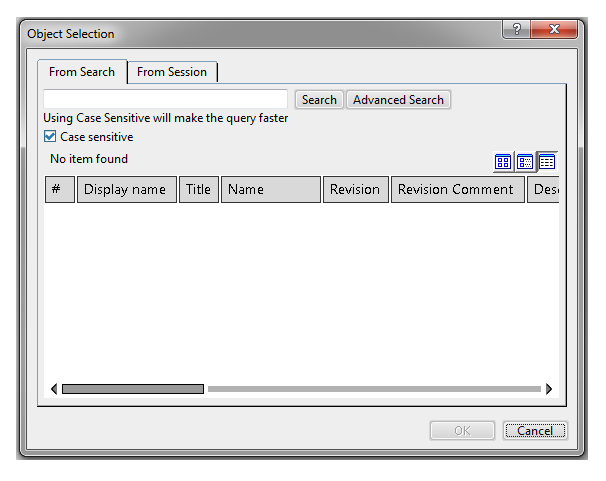 Object Selection
?
From Search From Session
Search Advanced Search
Using Case Sensitive will make the query faster
Case sensitive
No item found
# Display name Title Name Revision Revision Comment Desc
OK Cancel